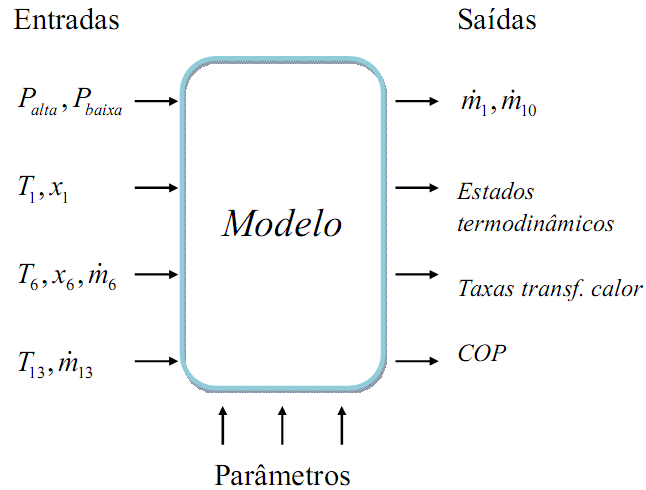 Entradas
Saídas
P_alta, P_baixa
ṁ_1, ṁ_10
T_1, x_1
Estados
termodinâmicos
Modelo
T_6, x_6, ṁ_6
Taxas transf. calor
T_13, ṁ_13
COP
Parâmetros